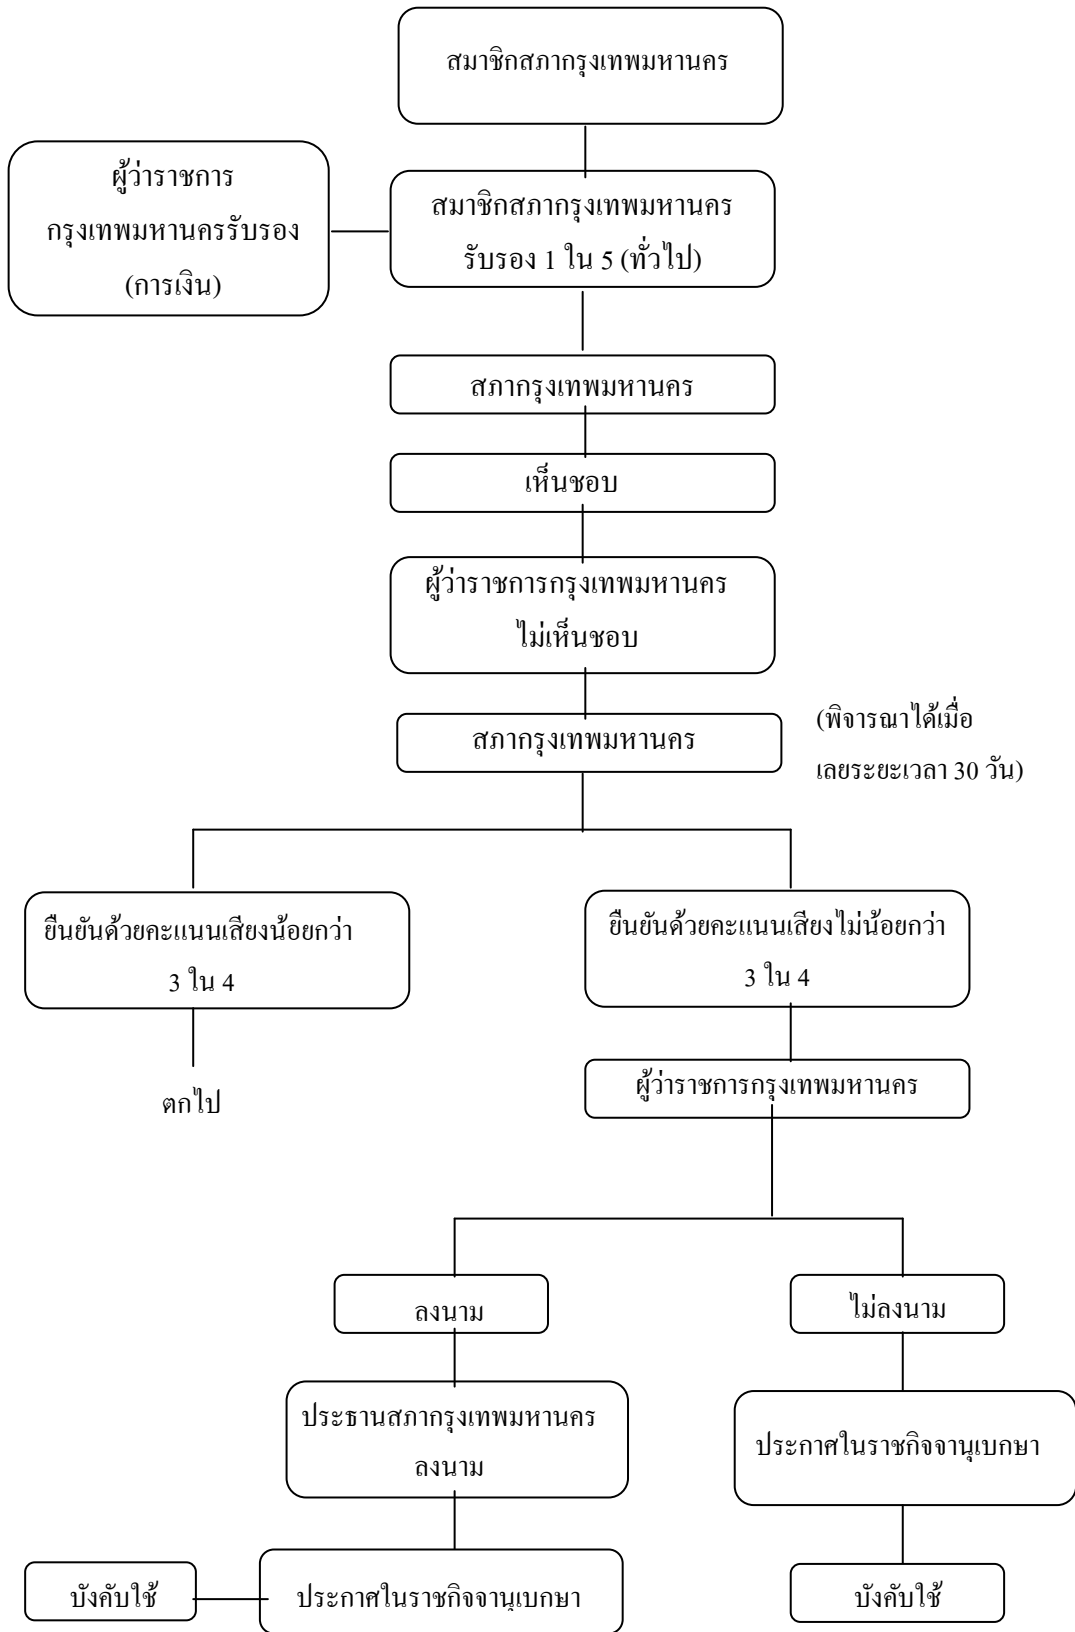 สมาชิกสภากรุงเทพมหานคร
ผู้ว่าราชการ
กรุงเทพมหานครรับรอง
(การเงิน)
สมาชิกสภากรุงเทพมหานคร
รับรอง 1 ใน 5 (ทั่วไป)
สภากรุงเทพมหานคร
เห็นชอบ
ผู้ว่าราชการกรุงเทพมหานคร
ไม่เห็นชอบ
สภากรุงเทพมหานคร
(พิจารณาได้เมื่อ
เลยระยะเวลา 30 วัน)
ยืนยันด้วยคะแนนเสียงน้อยกว่า
3 ใน 4
ยืนยันด้วยคะแนนเสียงไม่น้อยกว่า
3 ใน 4
ตกไป
ผู้ว่าราชการกรุงเทพมหานคร
ลงนาม
ไม่ลงนาม
ประธานสภากรุงเทพมหานคร
ลงนาม
ประกาศในราชกิจจานุเบกษา
บังคับใช้
ประกาศในราชกิจจานุเบกษา
บังคับใช้